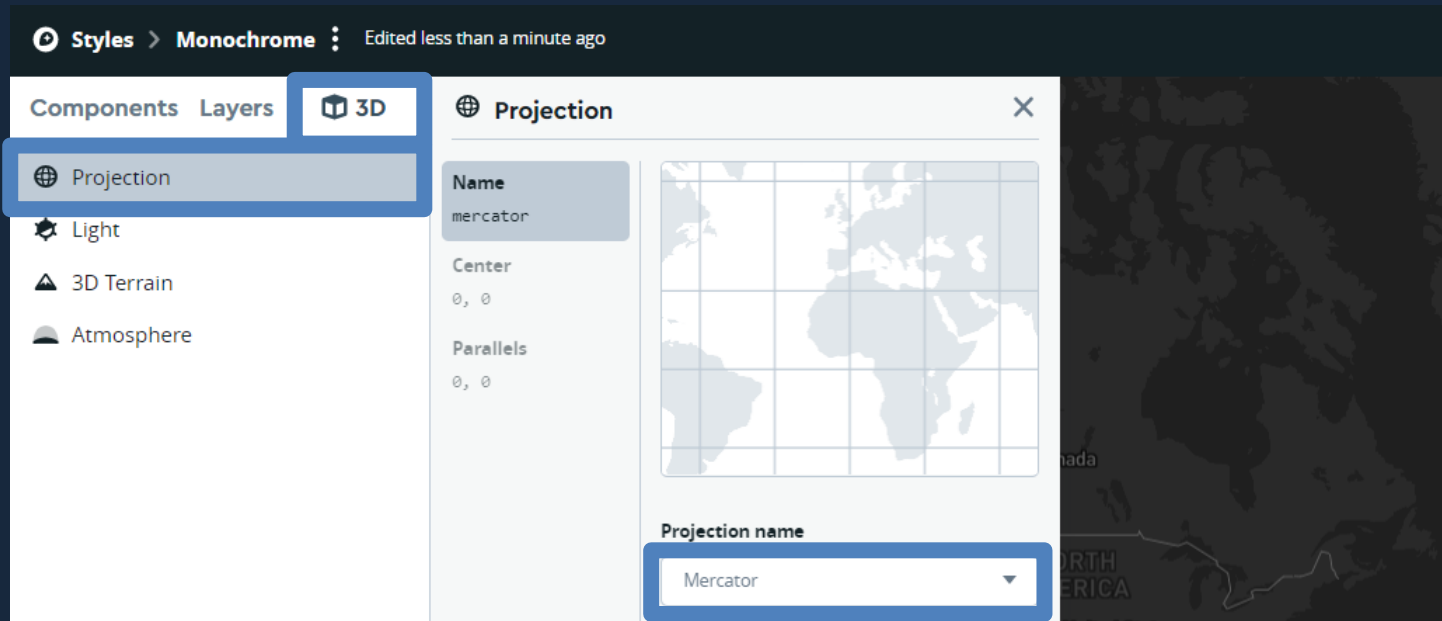 Styles > Monochrome Edited less than a minute ago
Components Layers 3D
Projection
Light
3D Terrain
Atmosphere
Projection
Name
mercator
Center
0, 0
Parallels
0, 0
Projection name
Mercator